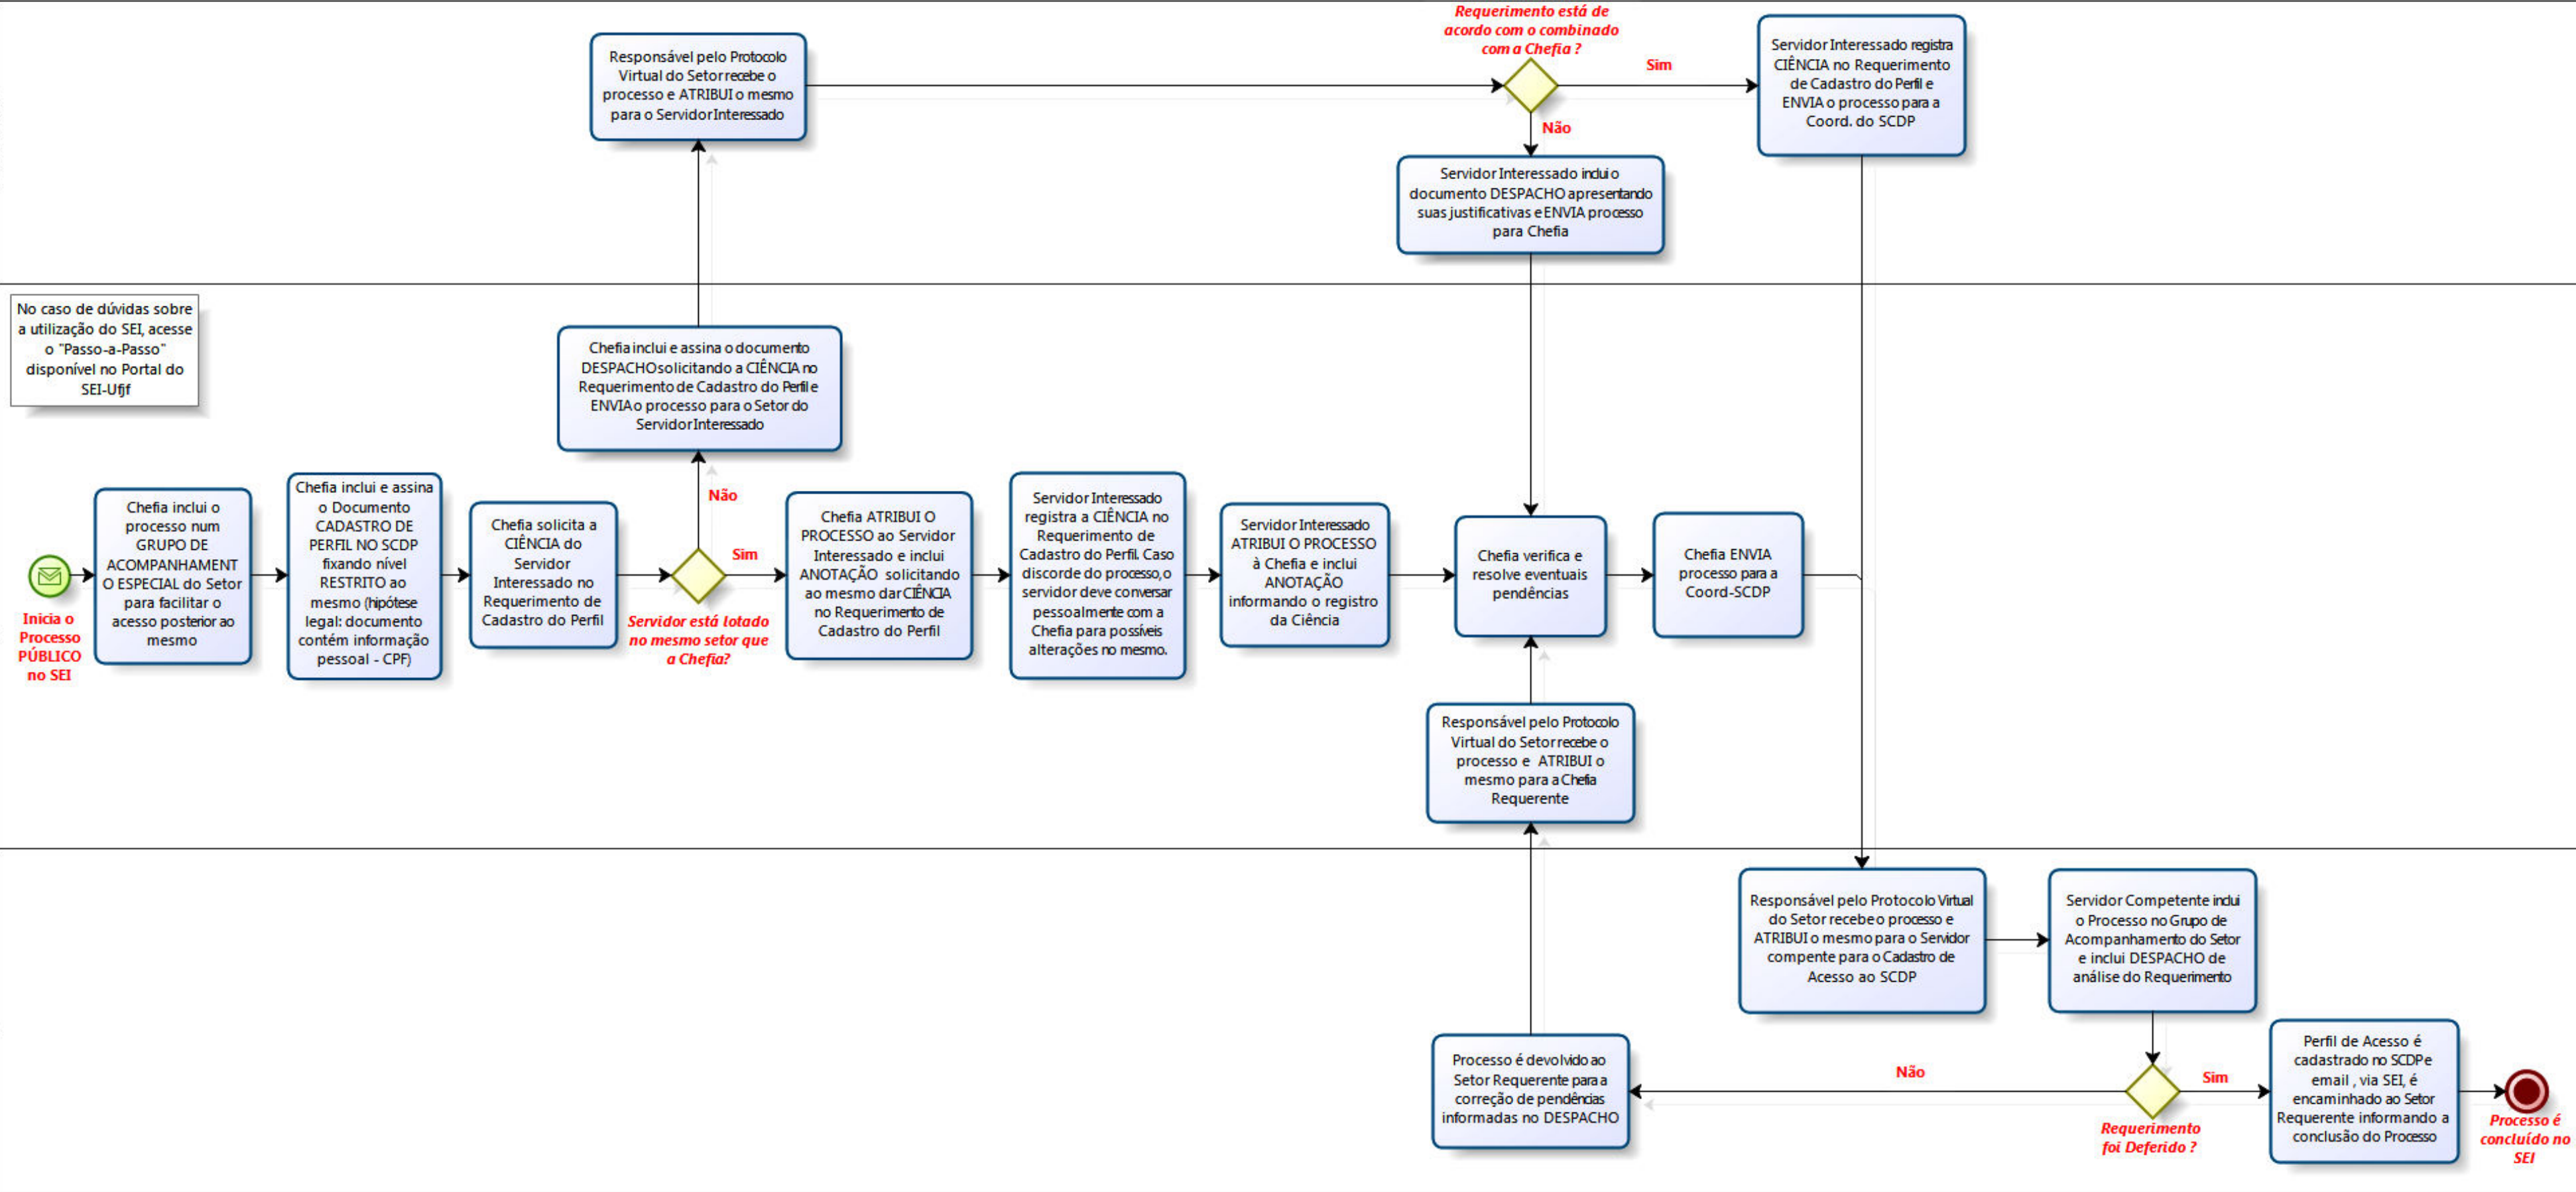 Responsável pelo Protocolo
Virtual do Setor recebe o
processo e ATRIBUI o mesmo
para o Servidor Interessado
Requerimento está de
acordo com o combinado
com a Chefia ?
Sim
Não
Servidor Interessado registra
CIÊNCIA no Requerimento
de Cadastro do Perfil e
ENVIA o processo para a
Coord. do SCDP
Servidor Interessado inclui o
documento DESPACHO apresentando
suas justificativas e ENVIA processo
para Chefia
No caso de dúvidas sobre
a utilização do SEI, acesse
o "Passo-a-Passo"
disponível no Portal do
SEI-Ufjf
Chefia inclui e assina o documento
DESPACHO solicitando a CIÊNCIA no
Requerimento de Cadastro do Perfil e
ENVIA o processo para o Setor do
Servidor Interessado
Inicia o
Processo
PÚBLICO
no SEI
Chefia inclui o
processo num
GRUPO DE
ACOMPANHAMENT
O ESPECIAL do Setor
para facilitar o
acesso posterior ao
mesmo
Chefia inclui e assina
o Documento
CADASTRO DE
PERFIL NO SCDP
fixando nível
RESTRITO ao
mesmo (hipótese
legal: documento
contém informação
pessoal - CPF)
Chefia solicita a
CIÊNCIA do
Servidor
Interessado no
Requerimento de
Cadastro do Perfil
Não
Sim
Servidor está lotado
no mesmo setor que
a Chefia?
Chefia ATRIBUI O
PROCESSO ao Servidor
Interessado e inclui
ANOTAÇÃO solicitando
ao mesmo dar CIÊNCIA
no Requerimento de
Cadastro do Perfil
Servidor Interessado
registra a CIÊNCIA no
Requerimento de
Cadastro do Perfil. Caso
discorde do processo, o
servidor deve conversar
pessoalmente com a
Chefia para possíveis
alterações no mesmo.
Servidor Interessado
ATRIBUI O PROCESSO
à Chefia e inclui
ANOTAÇÃO
informando o registro
da Ciência
Chefia verifica e
resolve eventuais
pendências
Chefia ENVIA
processo para a
Coord-SCDP
Responsável pelo Protocolo
Virtual do Setor recebe o
processo e ATRIBUI o
mesmo para a Chefia
Requerente
Responsável pelo Protocolo Virtual
do Setor recebe o processo e
ATRIBUI o mesmo para o Servidor
compente para o Cadastro de
Acesso ao SCDP
Servidor Competente inclui
o Processo no Grupo de
Acompanhamento do Setor
e inclui DESPACHO de
análise do Requerimento
Processo é devolvido ao
Setor Requerente para a
correção de pendências
informadas no DESPACHO
Não
Sim
Requerimento
foi Deferido ?
Perfil de Acesso é
cadastrado no SCDP e
email , via SEI, é
encaminhado ao Setor
Requerente informando a
conclusão do Processo
Processo é
concluído no
SEI